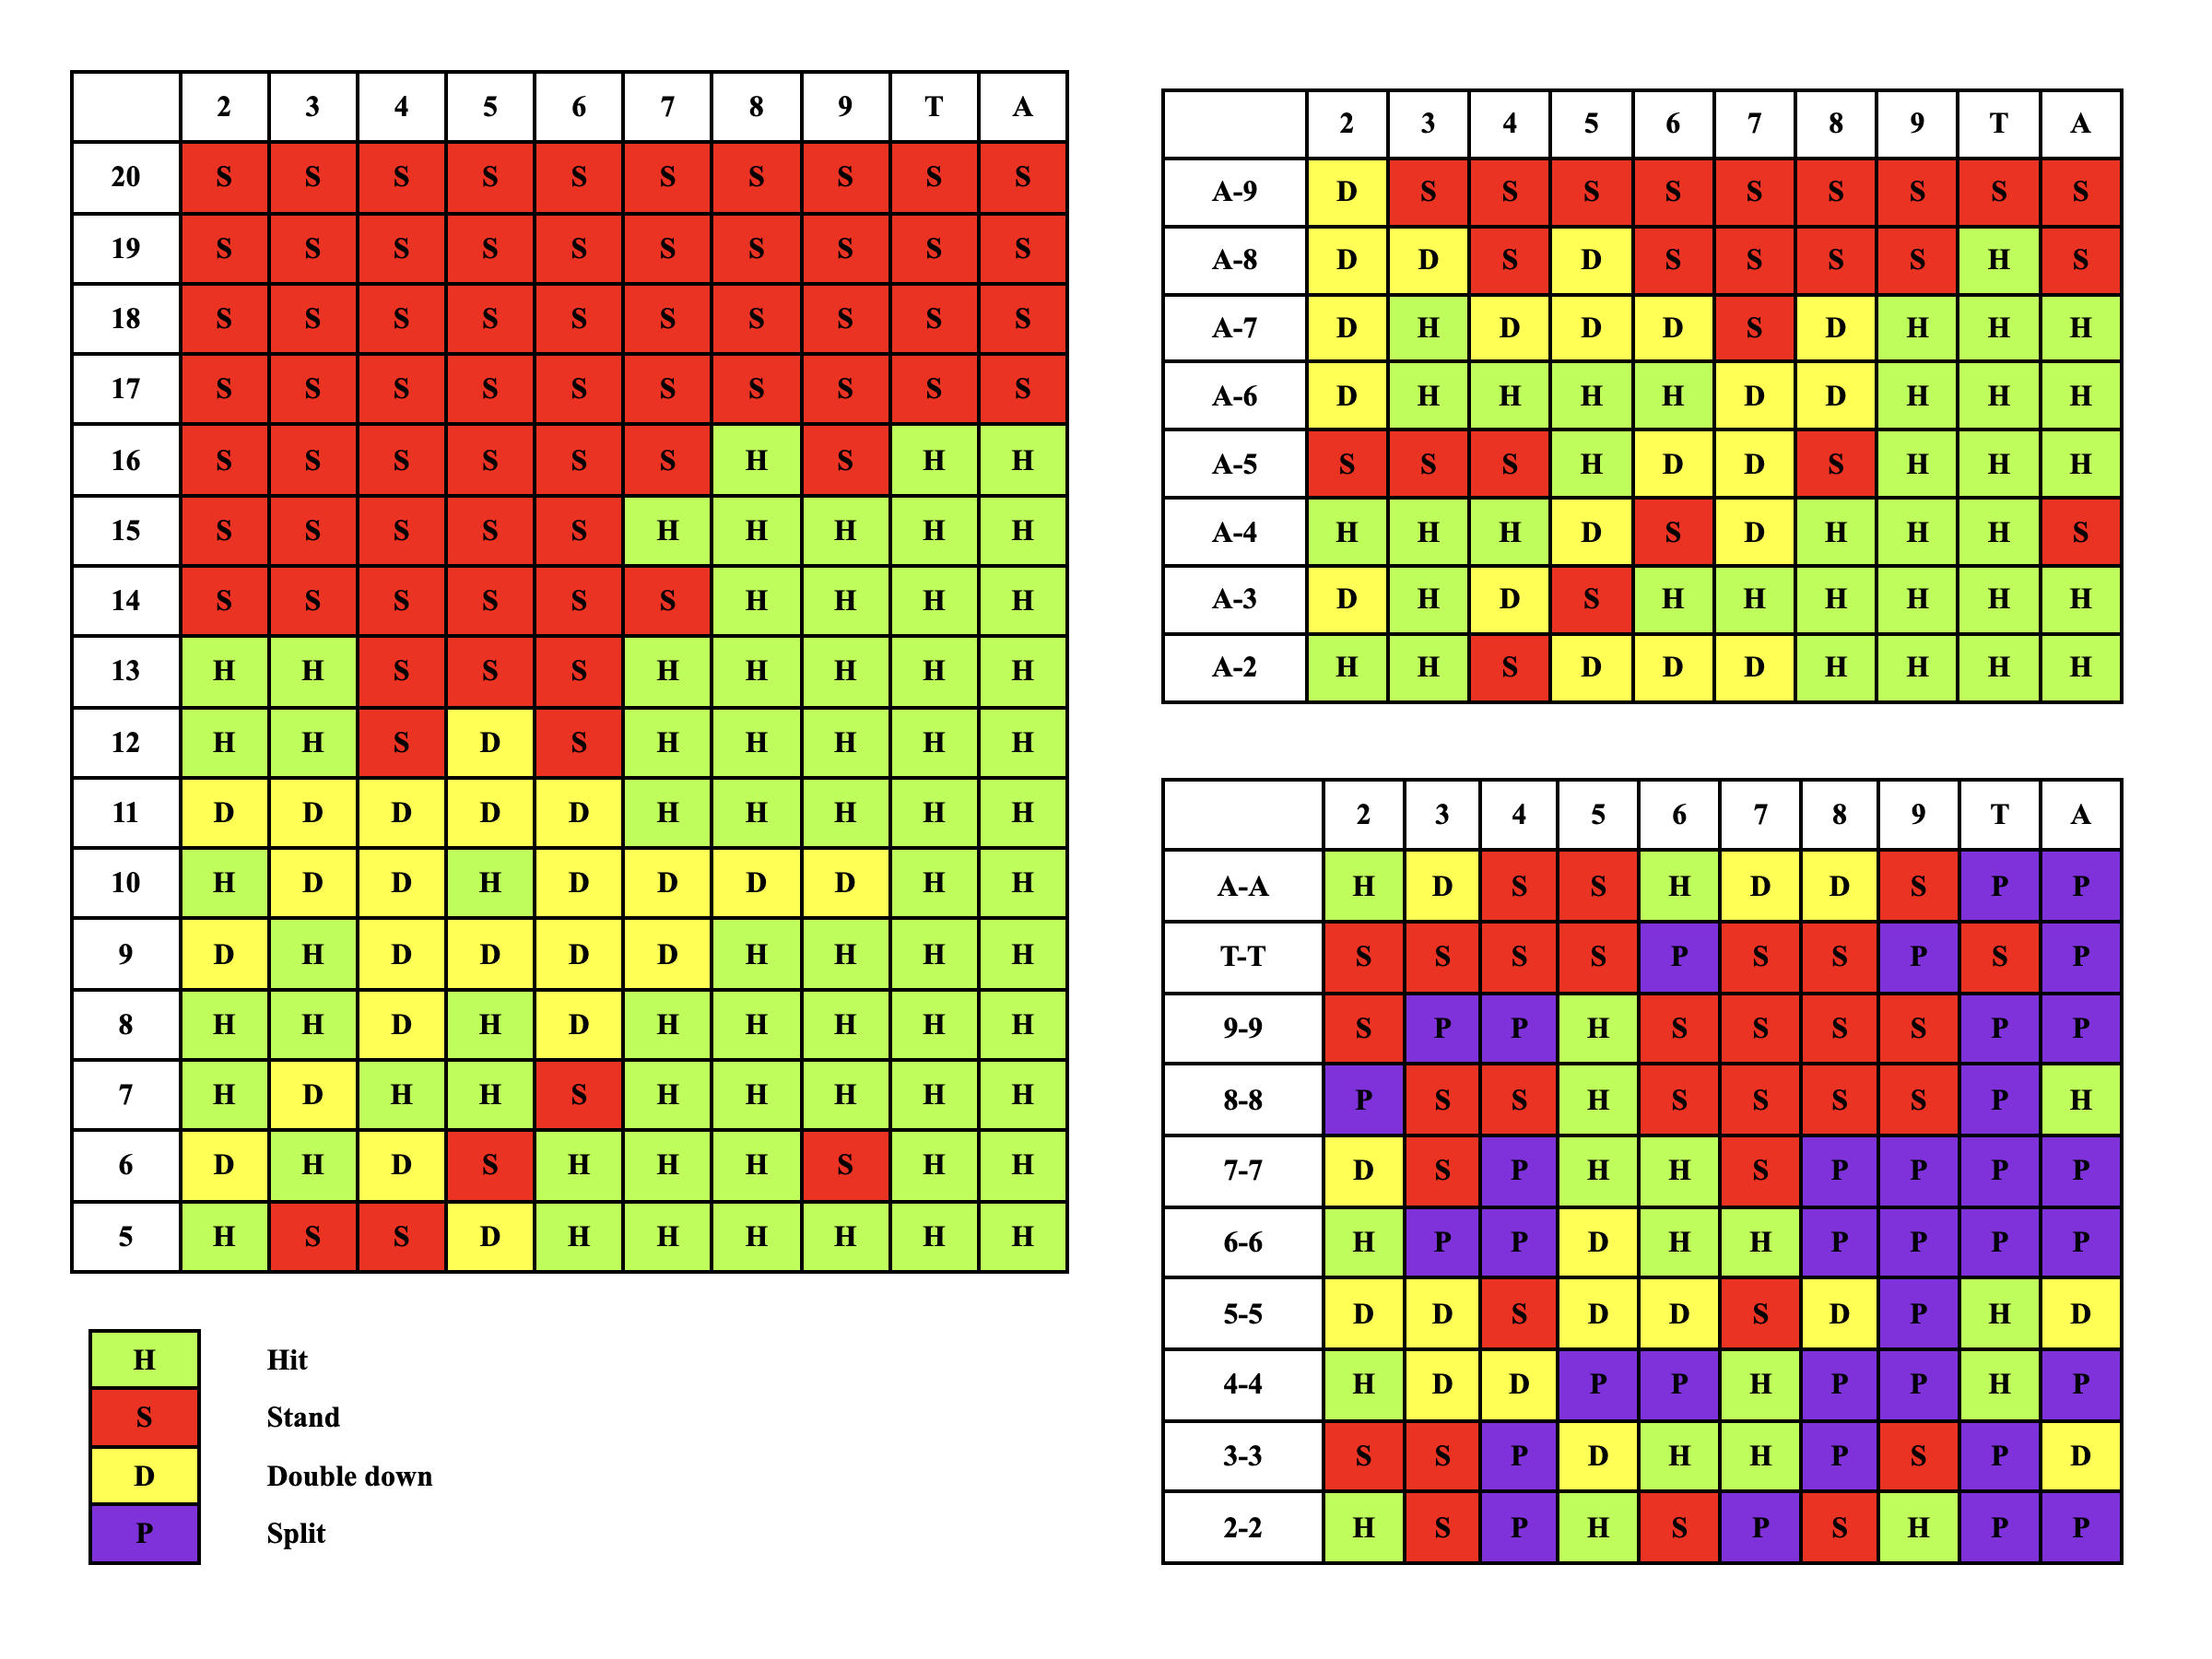 2 3 4 5 6 7 8 9 T A
20 S S S S S S S S S S
19 S S S S S S S S S S
18 S S S S S S S S S S
17 S S S S S S S S S S
16 S S S S S S H S H H
15 S S S S S H H H H H
14 S S S S S S H H H H
13 H H S S S H H H H H
12 H H S D S H H H H H
11 D D D D D H H H H H
10 H D D H D D D D H H
9 D H D D D D H H H H
8 H H D H D H H H H H
7 H D H H S H H H H H
6 D H D S H H H S H H
5 H S S D H H H H H H
H Hit
S Stand
D Double down
P Split
2 3 4 5 6 7 8 9 T A
A-9 D S S S S S S S S S
A-8 D D S D S S S S H S
A-7 D H D D D S D H H H
A-6 D H H H H D D H H H
A-5 S S S H D D S H H H
A-4 H H H D S D H H H S
A-3 D H D S H H H H H H
A-2 H H S D D D H H H H
2 3 4 5 6 7 8 9 T A
A-A H D S S H D D S P P
T-T S S S S P S S P S P
9-9 S P P H S S S S P P
8-8 P S S H S S S S P H
7-7 D S P H H S P P P P
6-6 H P P D H H P P P P
5-5 D D S D D S D P H D
4-4 H D D P P H P P H P
3-3 S S P D H H P S P D
2-2 H S P H S P S H P P